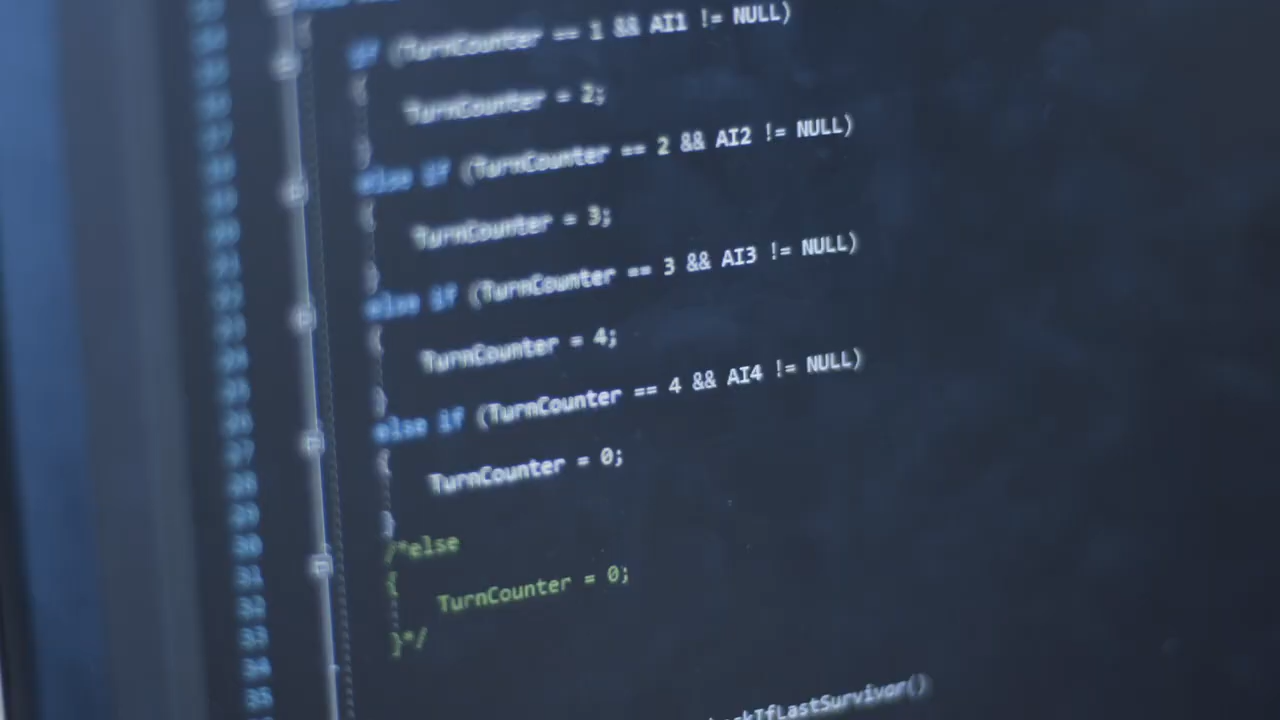 if (TurnCounter == 1 && AI1 != NULL)
{
TurnCounter = 2;
}
else if (TurnCounter == 2 && AI2 != NULL)
{
TurnCounter = 3;
}
else if (TurnCounter == 3 && AI3 != NULL)
{
TurnCounter = 4;
}
else if (TurnCounter == 4 && AI4 != NULL)
{
TurnCounter = 0;
}
/*else
{
TurnCounter = 0;
}*/